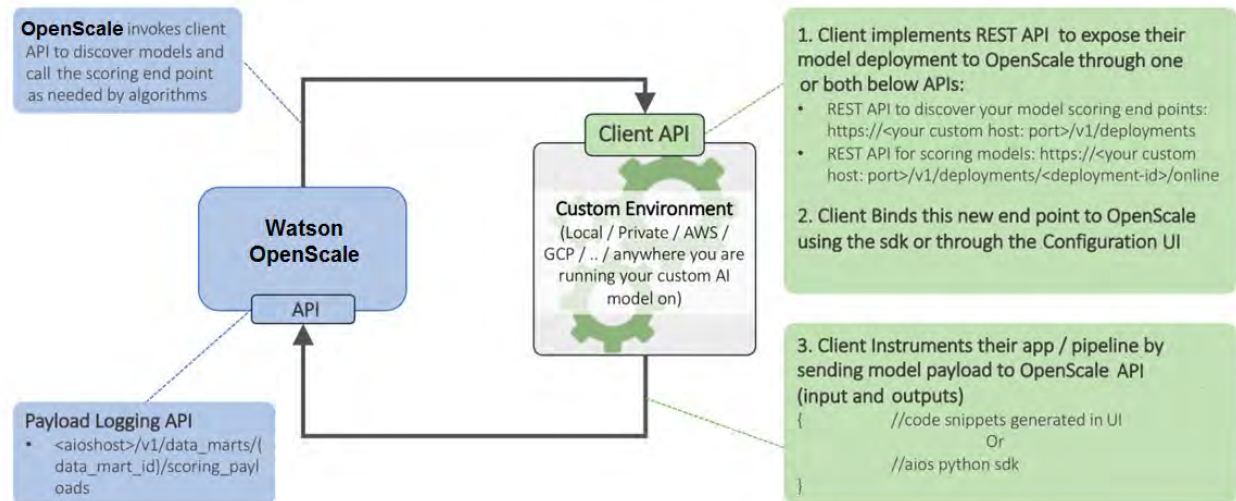 OpenScale invokes client
API to discover models and
call the scoring end point
as needed by algorithms
Watson
OpenScale
API
Payload Logging API
• <aioshost>/v1/data_marts/(
data_mart_id)/scoring_payl
oads
Client API
Custom Environment
(Local / Private / AWS /
GCP / .. / anywhere you are
running your custom AI
model on)
1. Client implements REST API to expose their
model deployment to OpenScale through one
or both below APIs:
• REST API to discover your model scoring end points:
https://<your custom host: port>/v1/deployments
• REST API for scoring models: https://<your custom
host: port>/v1/deployments/<deployment-id>/online
2. Client Binds this new end point to OpenScale
using the sdk or through the Configuration UI
3. Client Instruments their app / pipeline by
sending model payload to OpenScale API
(input and outputs)
{ //code snippets generated in UI
Or
//aios python sdk
}